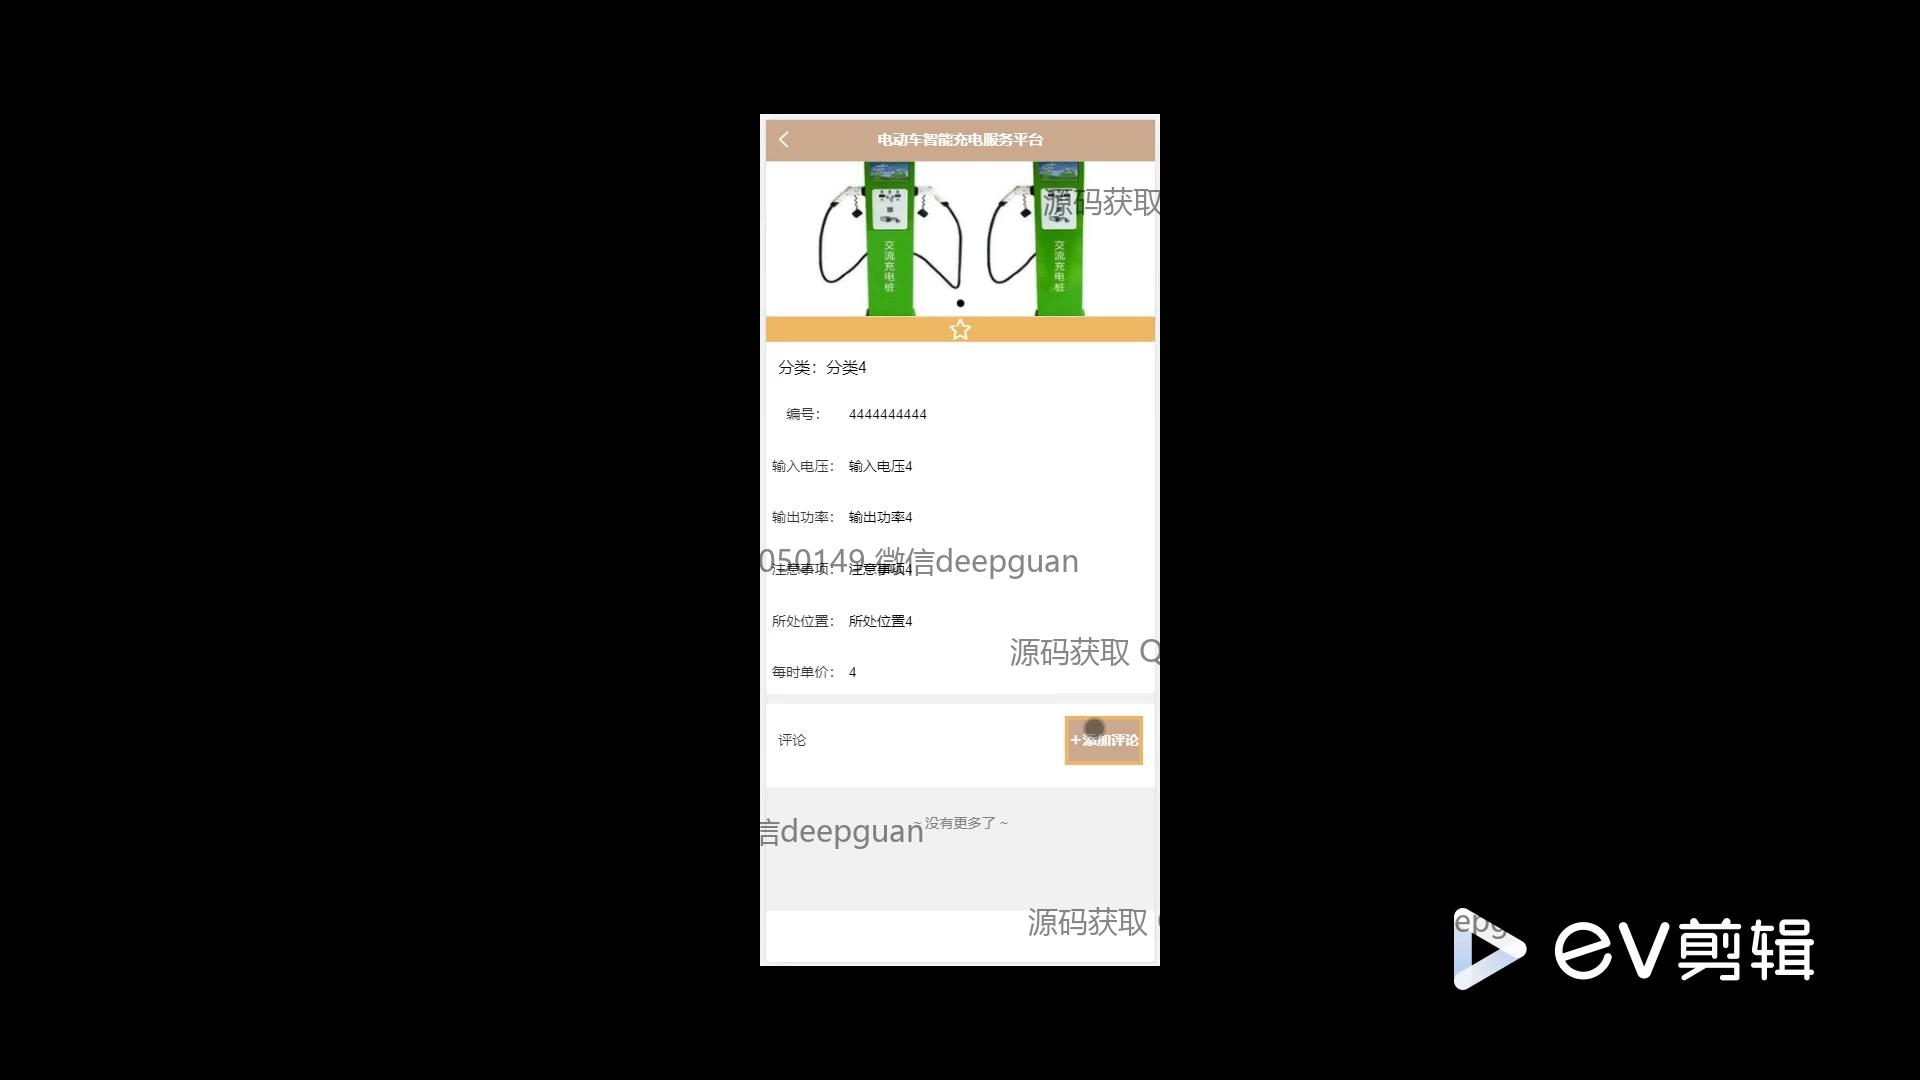 电动车智能充电服务平台
交流充电桩
交流充电桩
源码获取
分类：分类4
编号： 4444444444
输入电压： 输入电压4
输出功率： 输出功率4
050149 微信deepguan
注意事项： 注意事项4
所处位置： 所处位置4
源码获取 Q
每时单价： 4
评论
+添加评论
~ 没有更多了 ~
信deepguan
源码获取
epg
ev剪辑